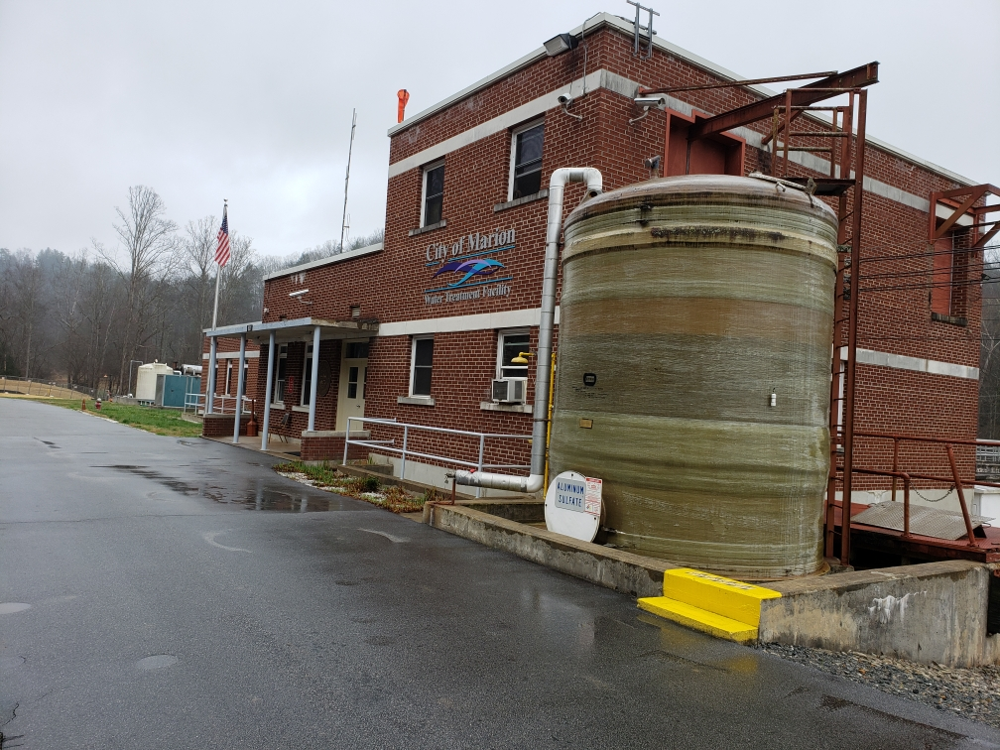 City of Marion
Water Treatment Facility
ALUMINUM
SULFATE